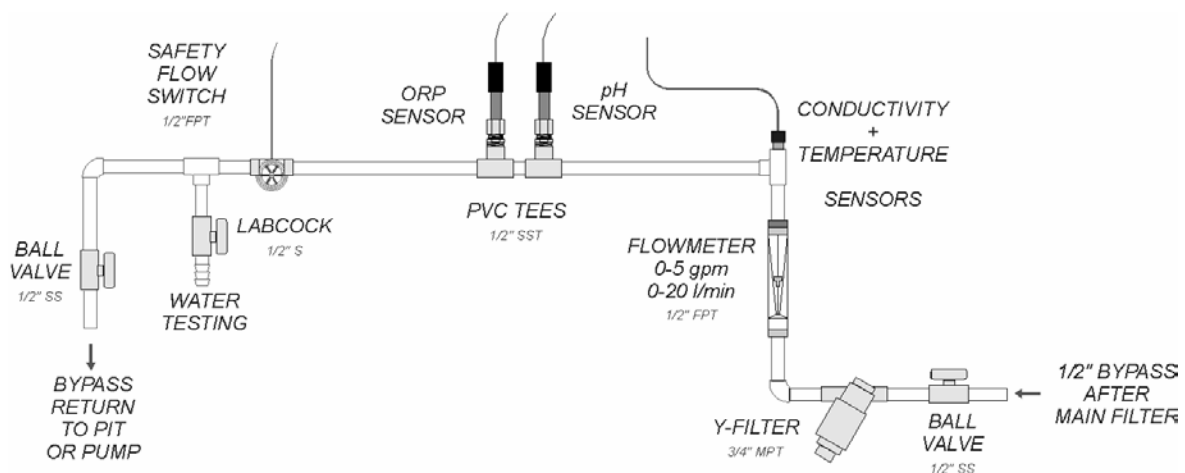 SAFETY
FLOW
SWITCH
1/2"FPT
ORP
SENSOR
pH
SENSOR
CONDUCTIVITY
+
TEMPERATURE
SENSORS
PVC TEES
1/2" SST
LABCOCK
1/2" S
BALL
VALVE
1/2" SS
WATER
TESTING
FLOWMETER
0-5 gpm
0-20 l/min
1/2" FPT
BYPASS
RETURN
TO PIT
OR PUMP
Y-FILTER
3/4" MPT
BALL
VALVE
1/2" SS
1/2" BYPASS
AFTER
MAIN FILTER